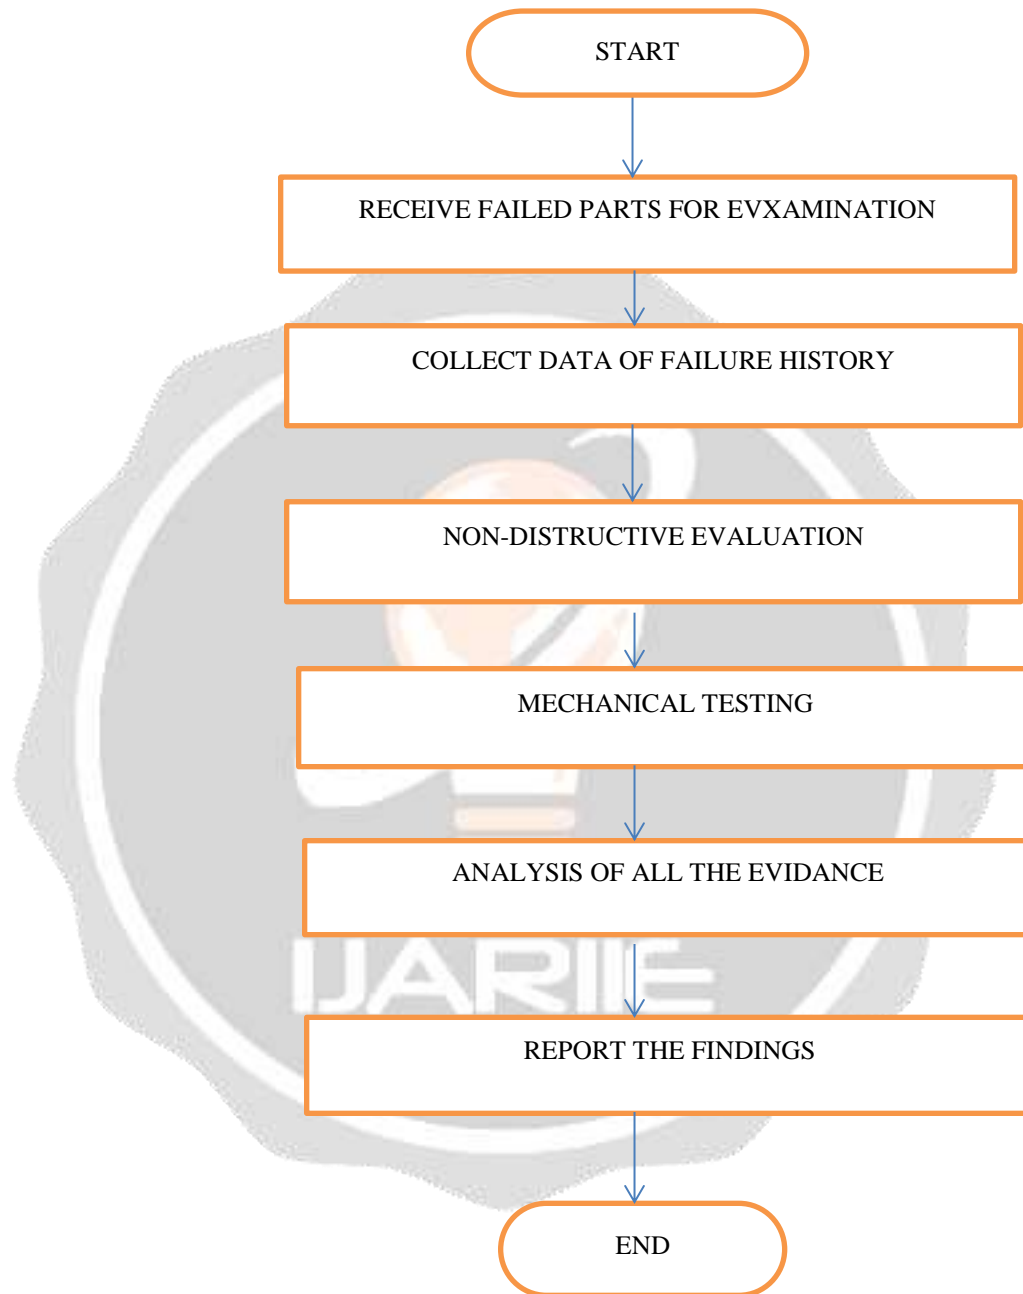 START
RECEIVE FAILED PARTS FOR EVXAMINATION
COLLECT DATA OF FAILURE HISTORY
NON-DISTRUCTIVE EVALUATION
MECHANICAL TESTING
ANALYSIS OF ALL THE EVIDANCE
IJARIIE
REPORT THE FINDINGS
END